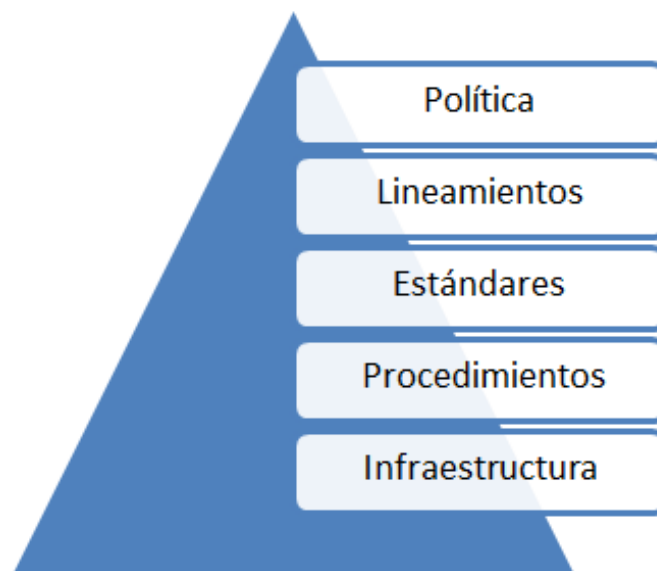 Política
Lineamientos
Estándares
Procedimientos
Infraestructura